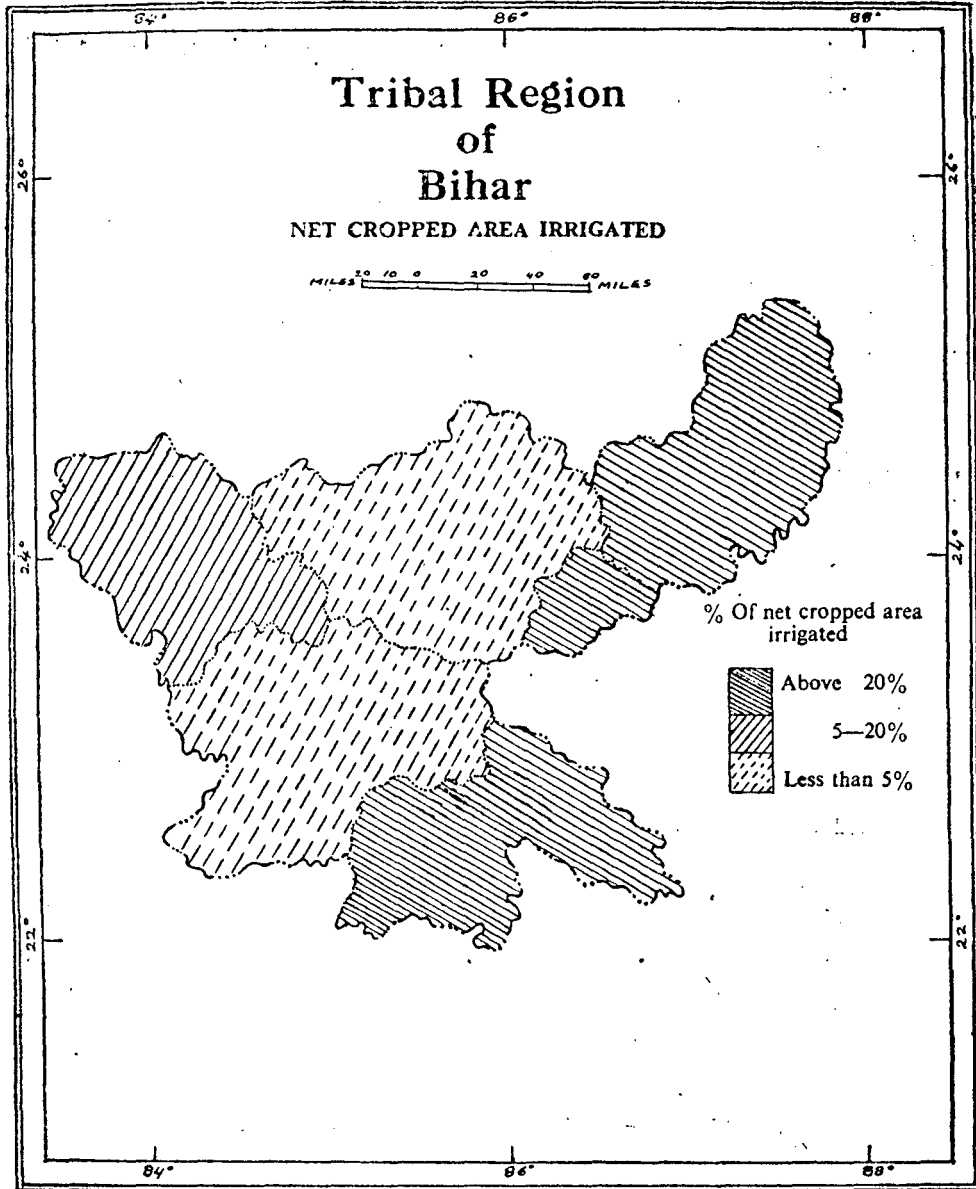 84° 86° 88°
Tribal Region
of
Bihar
26° 26°
NET CROPPED AREA IRRIGATED
MILES 20 10 0 20 40 60 MILES
24° 24°
% Of net cropped area
irrigated
Above 20%
5—20%
Less than 5%
22° 22°
84° 86° 88°